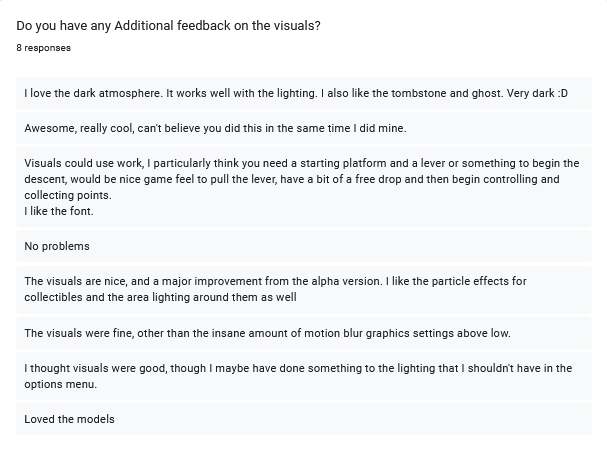 Do you have any Additional feedback on the visuals?
8 responses
I love the dark atmosphere. It works well with the lighting. I also like the tombstone and ghost. Very dark :D
Awesome, really cool, can't believe you did this in the same time I did mine.
Visuals could use work, I particularly think you need a starting platform and a lever or something to begin the
descent, would be nice game feel to pull the lever, have a bit of a free drop and then begin controlling and
collecting points.
I like the font.
No problems
The visuals are nice, and a major improvement from the alpha version. I like the particle effects for
collectibles and the area lighting around them as well
The visuals were fine, other than the insane amount of motion blur graphics settings above low.
I thought visuals were good, though I maybe have done something to the lighting that I shouldn't have in the
options menu.
Loved the models